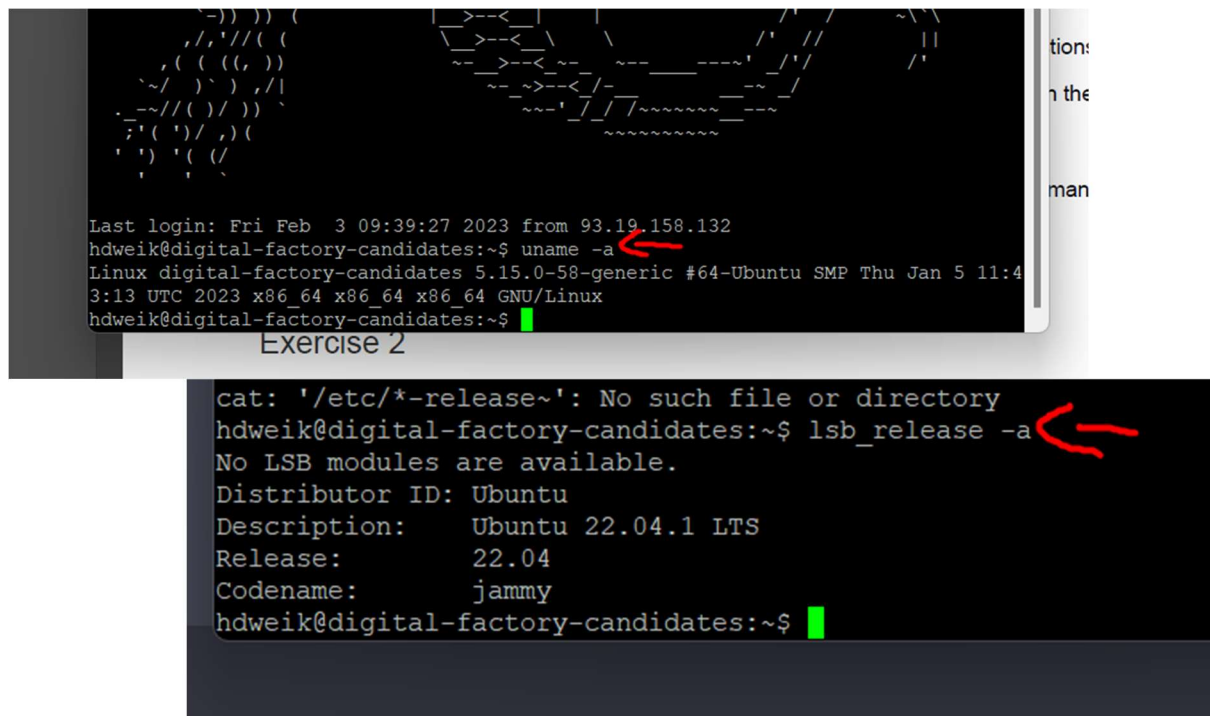 tions
n the
man
Last login: Fri Feb  3 09:39:27 2023 from 93.19.158.132
hdweik@digital-factory-candidates:~$ uname -a
Linux digital-factory-candidates 5.15.0-58-generic #64-Ubuntu SMP Thu Jan 5 11:4
3:13 UTC 2023 x86_64 x86_64 x86_64 GNU/Linux
hdweik@digital-factory-candidates:~$
Exercise 2
cat: '/etc/*-release~': No such file or directory
hdweik@digital-factory-candidates:~$ lsb_release -a
No LSB modules are available.
Distributor ID: Ubuntu
Description:    Ubuntu 22.04.1 LTS
Release:        22.04
Codename:       jammy
hdweik@digital-factory-candidates:~$